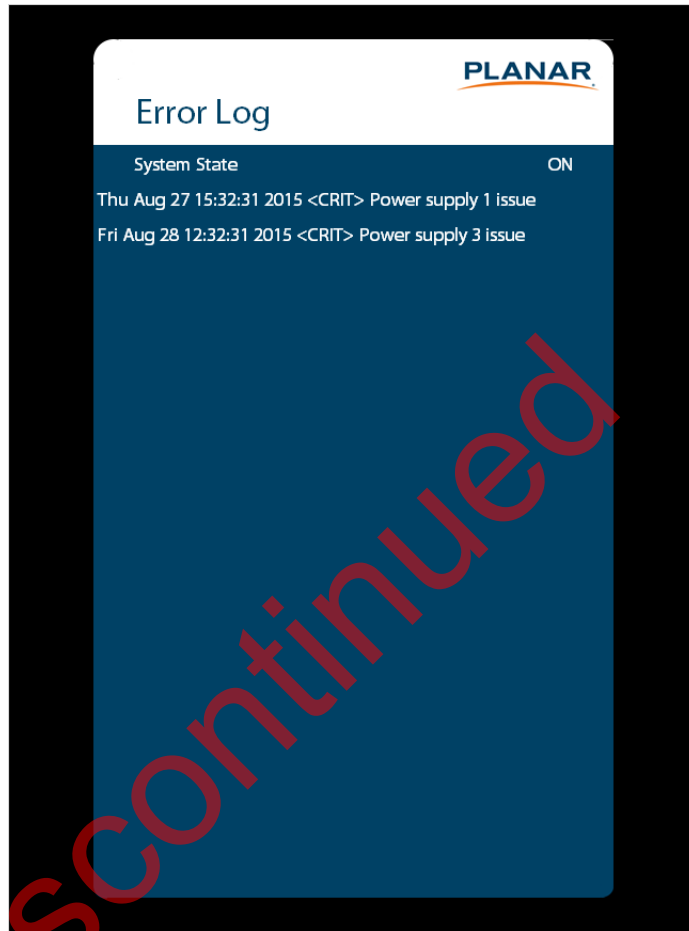 PLANAR
Error Log
System State ON
Thu Aug 27 15:32:31 2015 <CRIT> Power supply 1 issue
Fri Aug 28 12:32:31 2015 <CRIT> Power supply 3 issue
scontinued